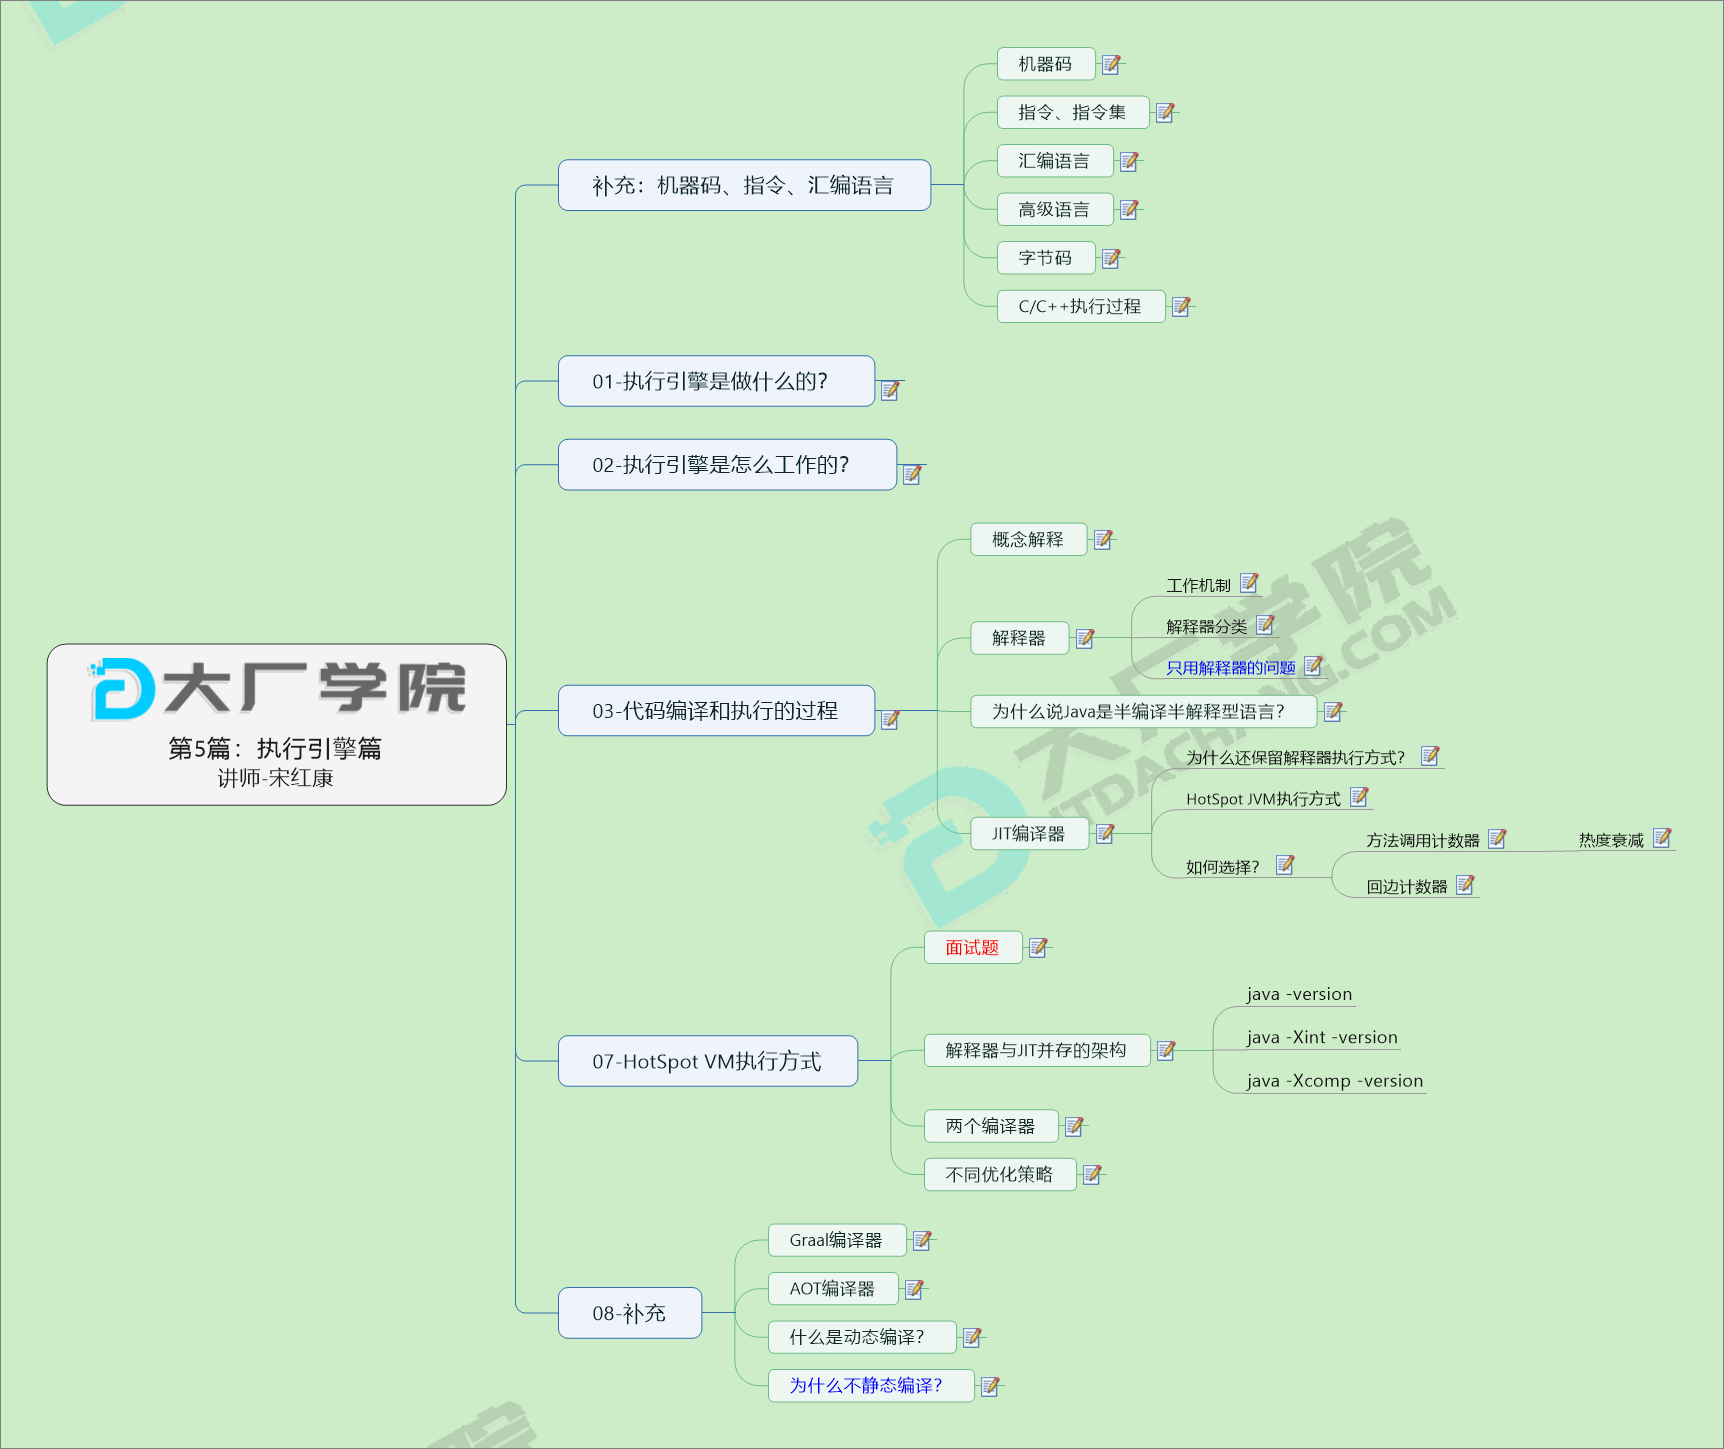 机器码
指令、指令集
汇编语言
补充：机器码、指令、汇编语言
高级语言
字节码
C/C++执行过程
01-执行引擎是做什么的？
02-执行引擎是怎么工作的？
概念解释
工作机制
解释器
解释器分类
只用解释器的问题
03-代码编译和执行的过程
为什么说Java是半编译半解释型语言？
为什么还保留解释器执行方式？
HotSpot JVM执行方式
JIT编译器
方法调用计数器
热度衰减
如何选择？
回边计数器
大厂学院
第5篇：执行引擎篇
讲师-宋红康
面试题
java -version
07-HotSpot VM执行方式
解释器与JIT并存的架构
java -Xint -version
java -Xcomp -version
两个编译器
不同优化策略
Graal编译器
AOT编译器
08-补充
什么是动态编译？
为什么不静态编译？
大厂学院
ITDACHANG.COM
院